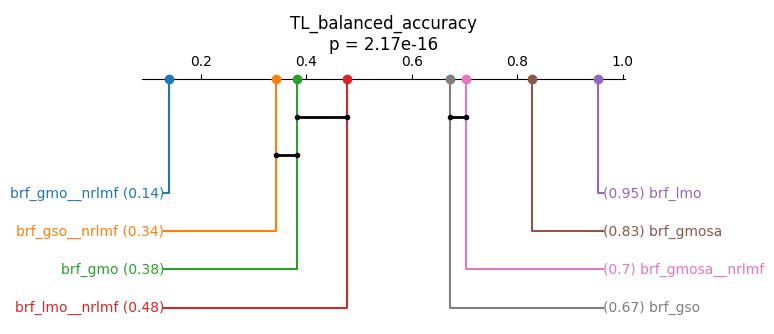 TL_balanced_accuracy
p = 2.17e-16
0.2 0.4 0.6 0.8 1.0
brf_gmo__nrlmf (0.14) (0.95) brf_lmo
brf_gso__nrlmf (0.34) (0.83) brf_gmosa
brf_gmo (0.38) (0.7) brf_gmosa__nrlmf
brf_lmo__nrlmf (0.48) (0.67) brf_gso